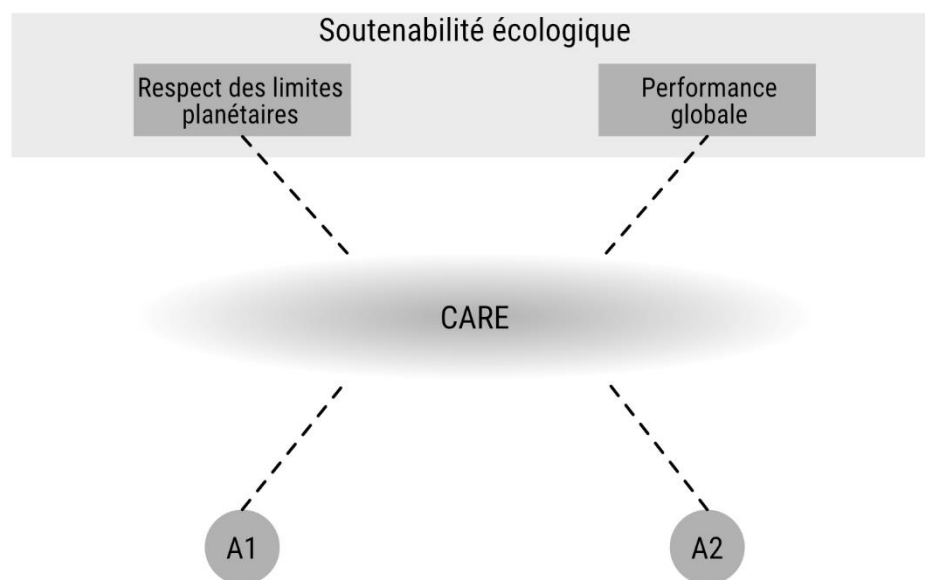 Soutenabilité écologique
Respect des limites
planétaires
Performance
globale
CARE
A1
A2